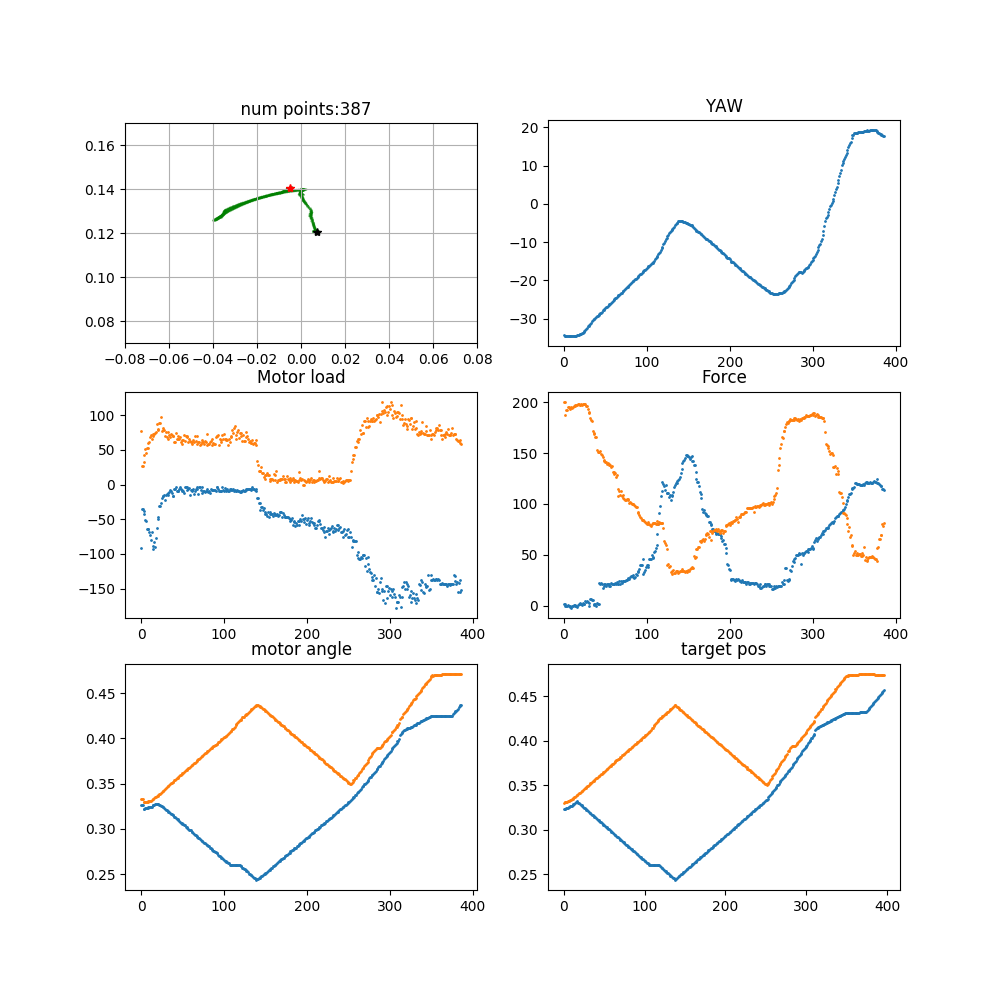 num points:387
YAW
0.16
0.14
0.12
0.10
0.08
−0.08 −0.06 −0.04 −0.02 0.00 0.02 0.04 0.06 0.08
20
10
0
−10
−20
−30
0 100 200 300 400
Motor load
Force
100
50
0
−50
−100
−150
0 100 200 300 400
200
150
100
50
0
0 100 200 300 400
motor angle
target pos
0.45
0.40
0.35
0.30
0.25
0 100 200 300 400
0.45
0.40
0.35
0.30
0.25
0 100 200 300 400